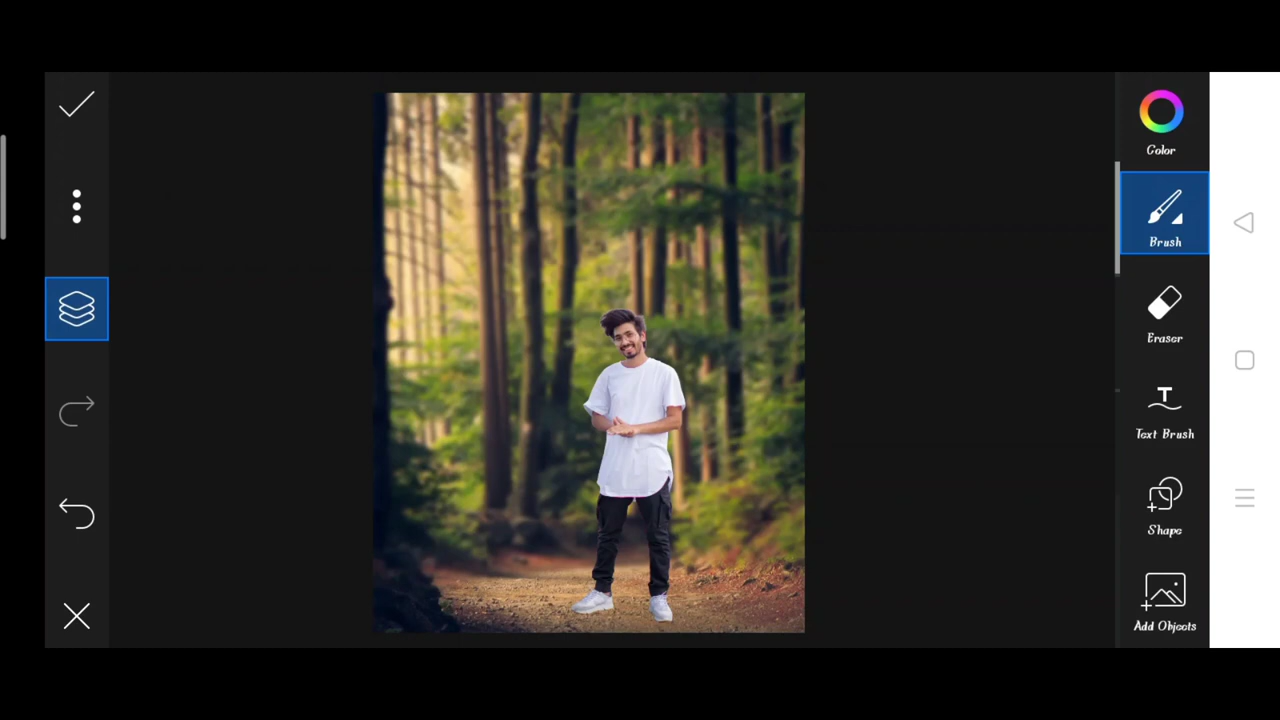 Color
Brush
Eraser
Text Brush
Shape
Add Objects